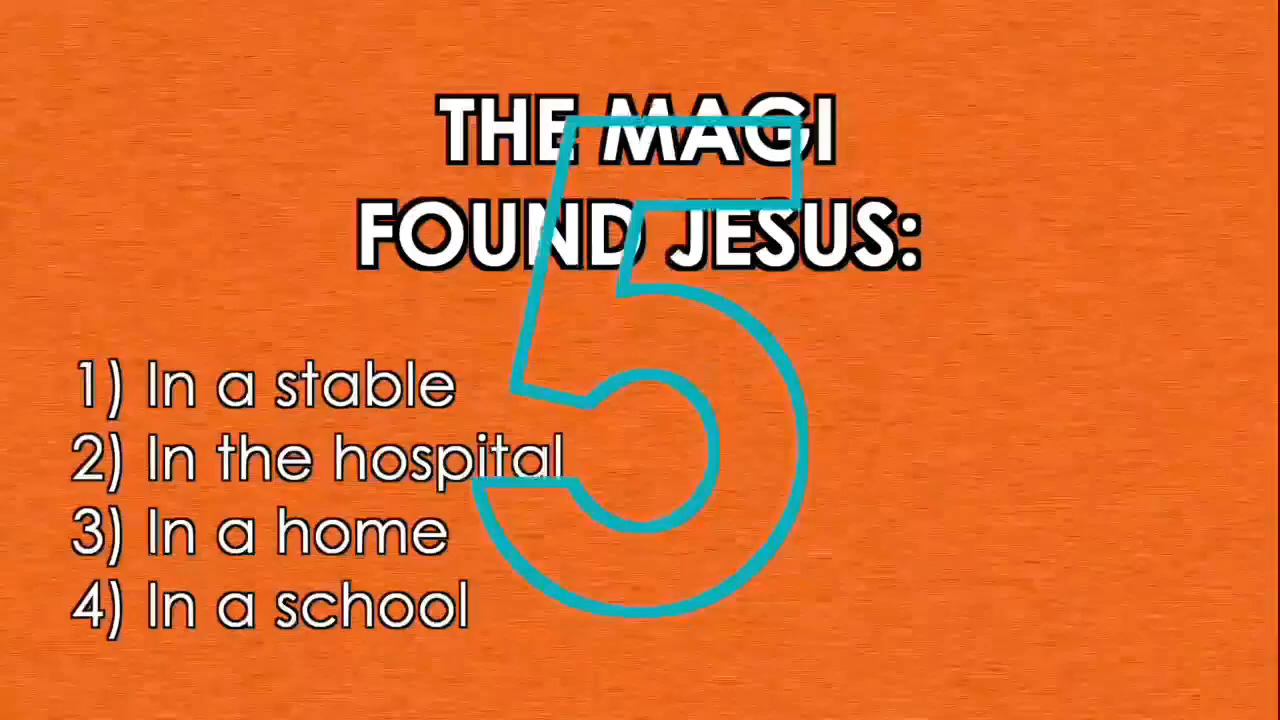 THE MAGI
FOUND JESUS:
5
1) In a stable
2) In the hospital
3) In a home
4) In a school